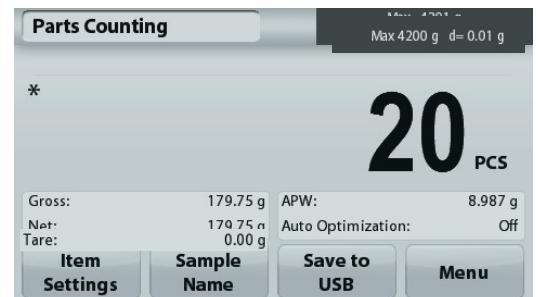 Parts Counting
Max 4200 g d= 0.01 g
*
20 PCS
Gross: 179.75 g APW: 8.987 g
Net: 179.75 g Auto Optimization: Off
Tare: 0.00 g
Item Settings
Sample Name
Save to USB
Menu